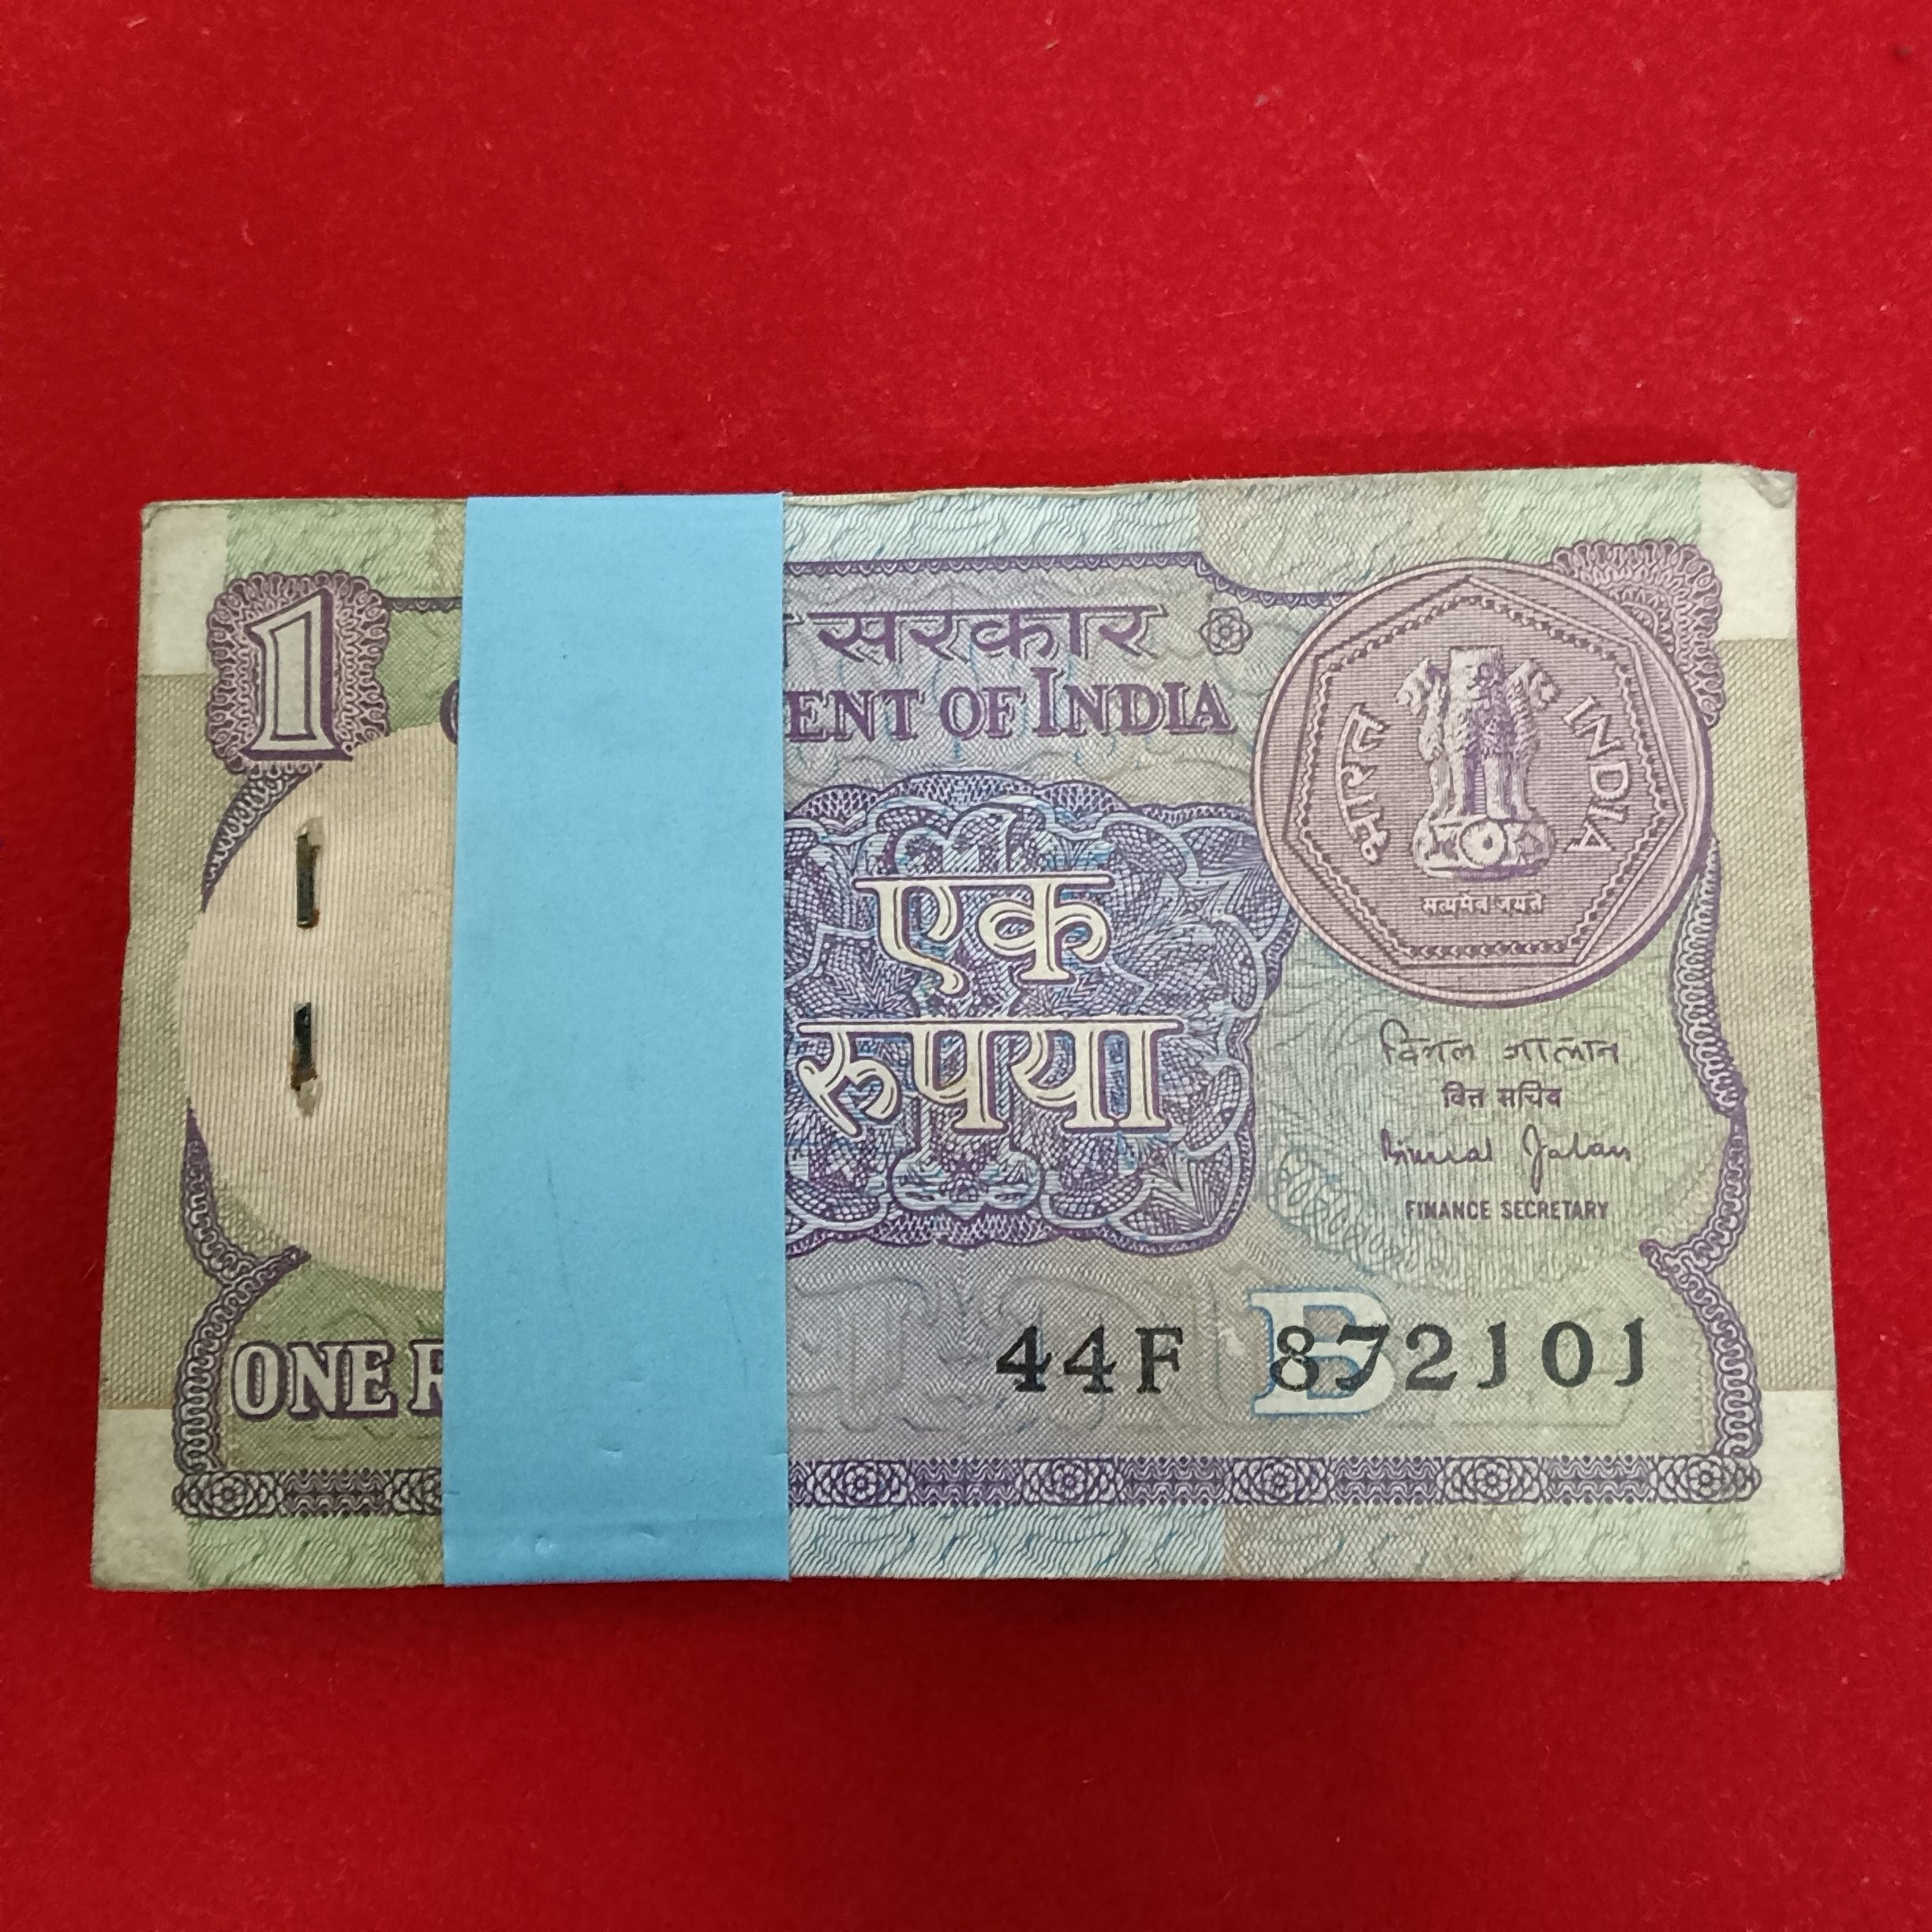 1
सरकार
ENT OF INDIA
भारत
INDIA
सत्यमेव जयते
एक
रुपया
विमल जालान
वित्त सचिव
Bimal Jalan
FINANCE SECRETARY
B
44F 872101
ONE R